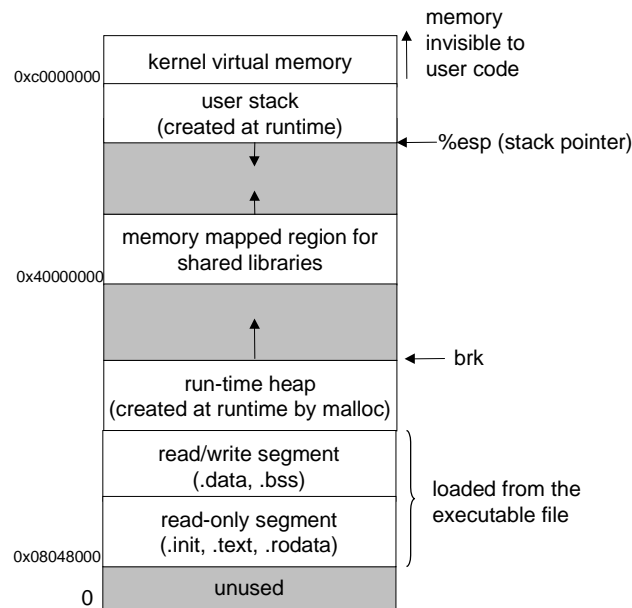 memory
invisible to
user code
kernel virtual memory
0xc0000000
user stack
(created at runtime)
%esp (stack pointer)
memory mapped region for
shared libraries
0x40000000
brk
run-time heap
(created at runtime by malloc)
read/write segment
(.data, .bss)
loaded from the
executable file
read-only segment
(.init, .text, .rodata)
0x08048000
unused
0